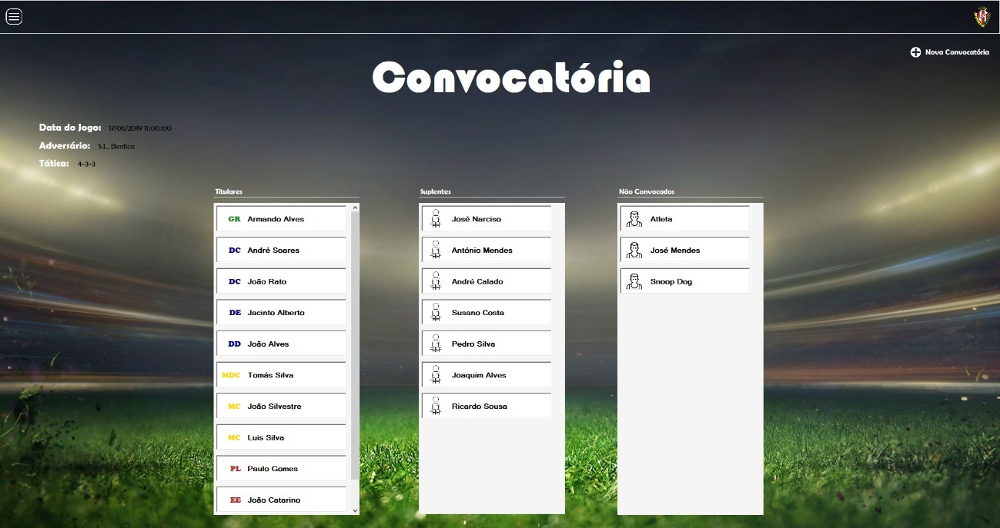 Nova Convocatória
Convocatória
Data do Jogo: 17/06/2019 11:00:00
Adversário: S.L. Benfica
Tática: 4-3-3
Titulares
GR Armando Alves
DC André Soares
DC João Rato
DE Jacinto Alberto
DD João Alves
MDC Tomás Silva
MC João Silvestre
MC Luis Silva
PL Paulo Gomes
EE João Catarino
Suplentes
José Narciso
António Mendes
André Calado
Susano Costa
Pedro Silva
Joaquim Alves
Ricardo Sousa
Não Convocados
Atleta
José Mendes
Snoop Dog